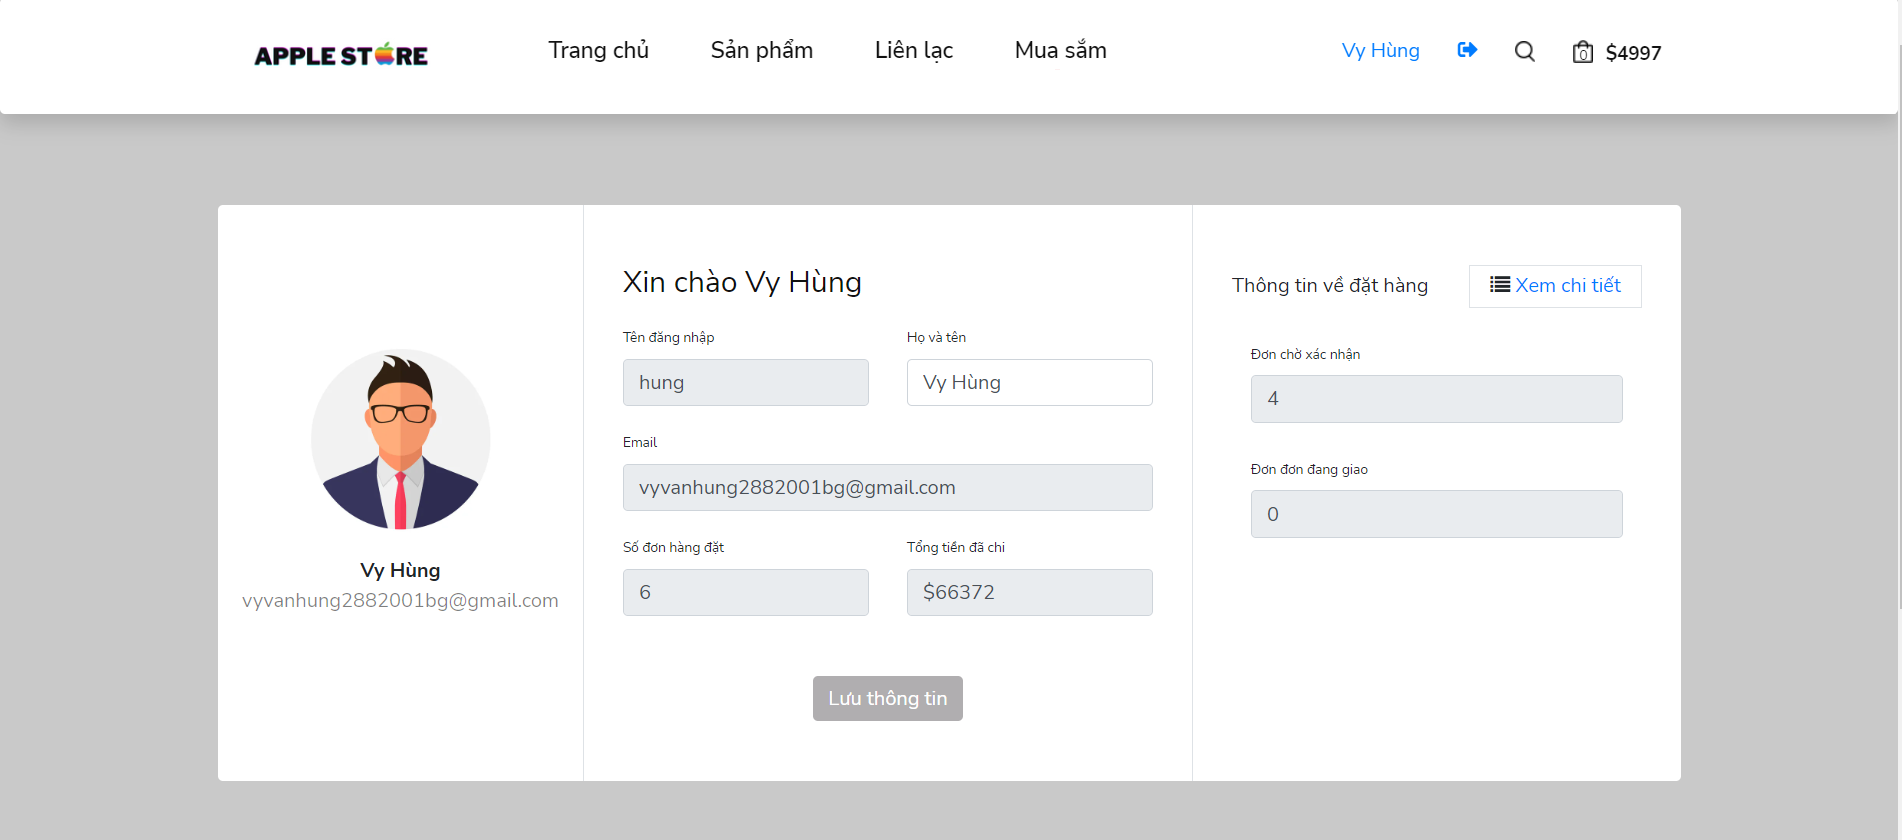 APPLE STORE
Trang chủ
Sản phẩm
Liên lạc
Mua sắm
Vy Hùng
0
$4997
Vy Hùng
vyvanhung2882001bg@gmail.com
Xin chào Vy Hùng
Tên đăng nhập
Họ và tên
hung
Vy Hùng
Email
vyvanhung2882001bg@gmail.com
Số đơn hàng đặt
Tổng tiền đã chi
6
$66372
Lưu thông tin
Thông tin về đặt hàng
Xem chi tiết
Đơn chờ xác nhận
4
Đơn đơn đang giao
0